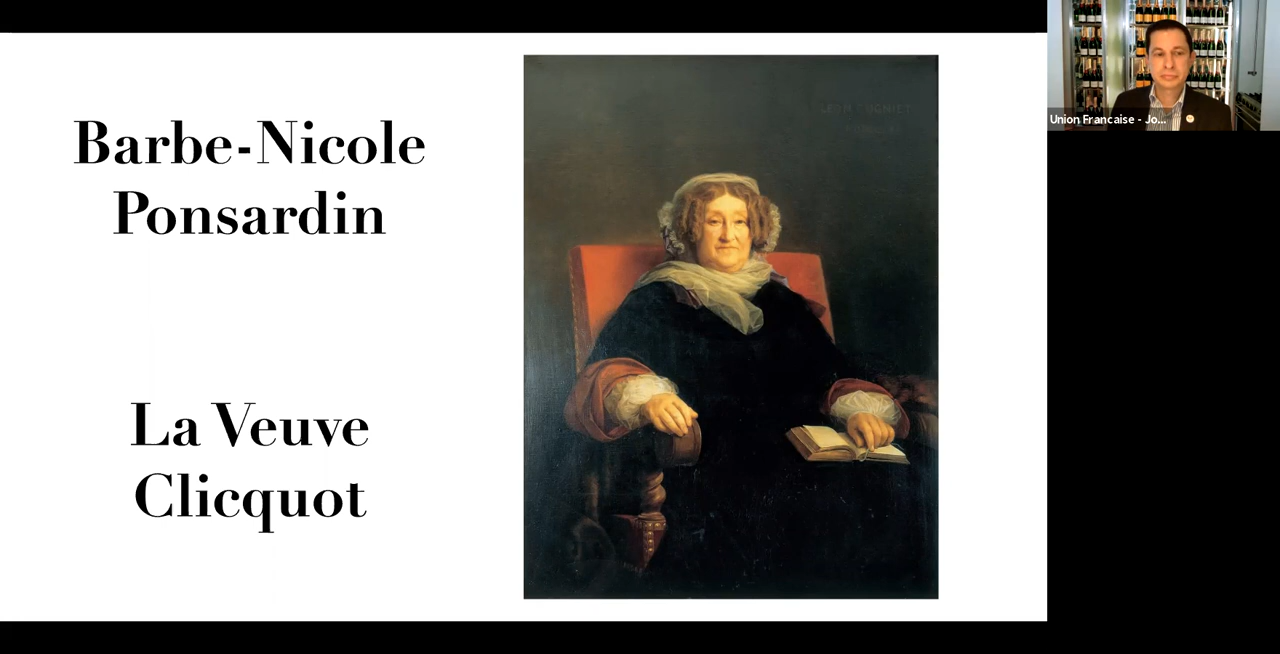 Barbe-Nicole
Ponsardin
La Veuve
Clicquot
Union Francaise - Jo...